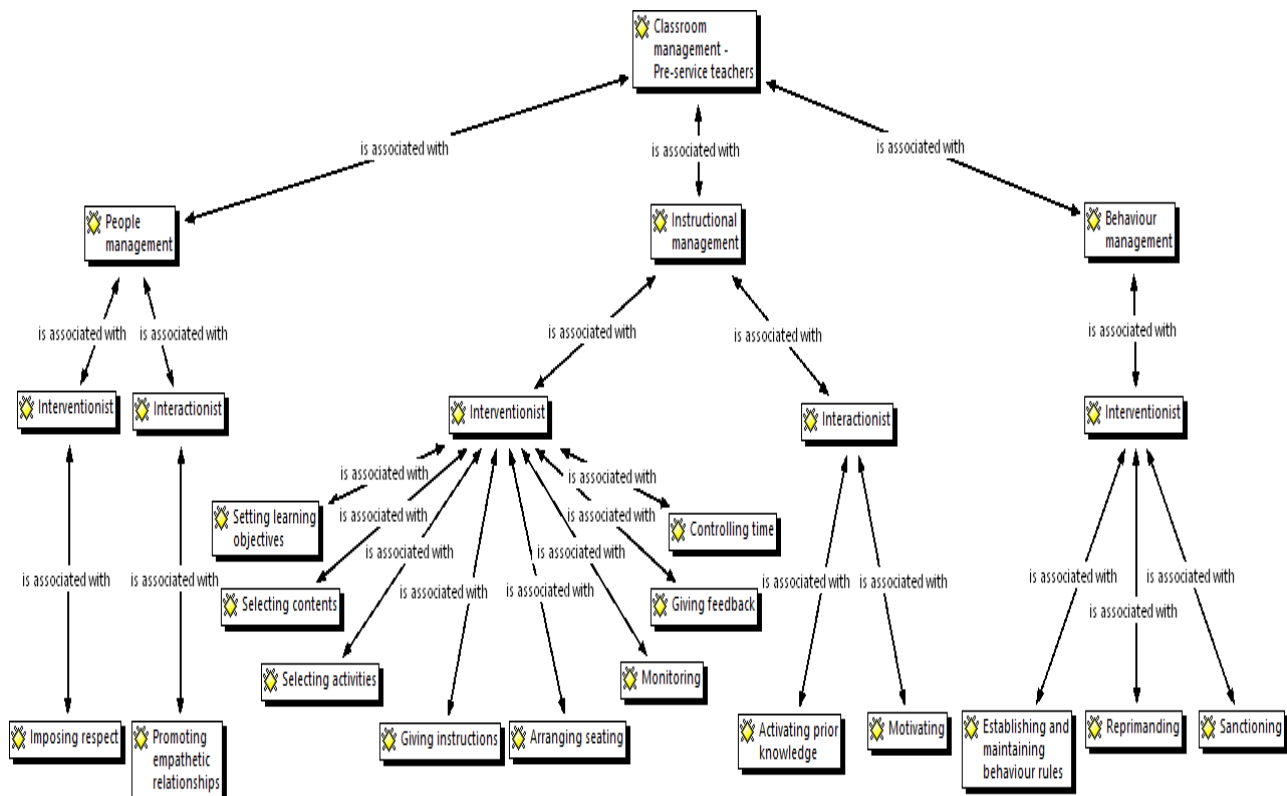 Classroom
management -
Pre-service teachers
is associated with
is associated with
is associated with
People
management
Instructional
management
Behaviour
management
is associated with
is associated with
is associated with
is associated with
is associated with
Interventionist
Interactionist
Interventionist
Interactionist
Interventionist
is associated with
is associated with
Setting learning
objectives
Controlling time
is associated with
is associated with
is associated with
is associated with
is associated with
is associated with
is associated with
is associated with
is associated with
is associated with
is associated with
is associated with
is associated with
Selecting contents
Giving feedback
Selecting activities
Monitoring
Imposing respect
Promoting
empathetic
relationships
Giving instructions
Arranging seating
Activating prior
knowledge
Motivating
Establishing and
maintaining
behaviour rules
Reprimanding
Sanctioning